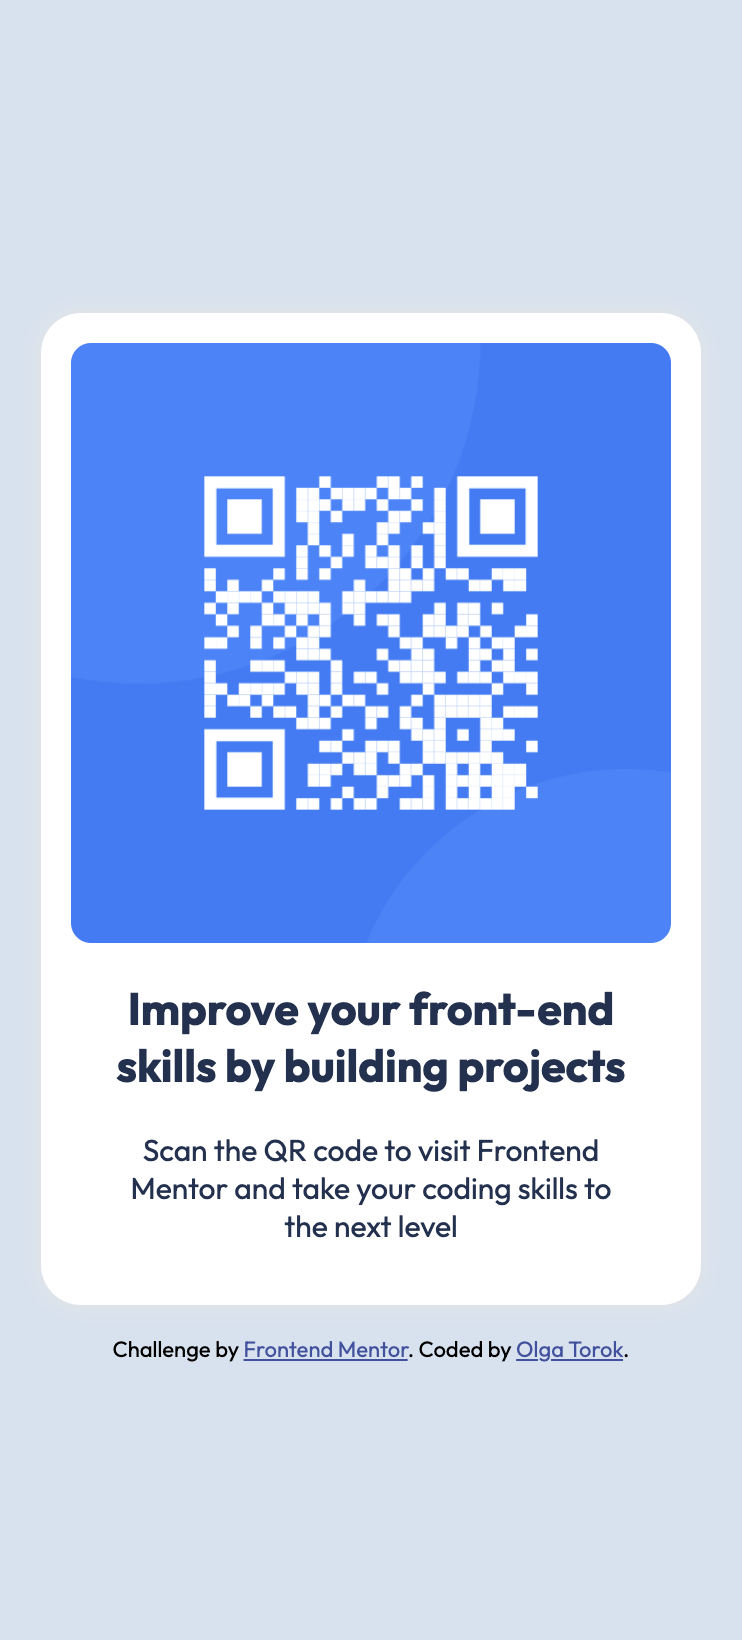 Improve your front-end
skills by building projects
Scan the QR code to visit Frontend
Mentor and take your coding skills to
the next level
Challenge by Frontend Mentor. Coded by Olga Torok.